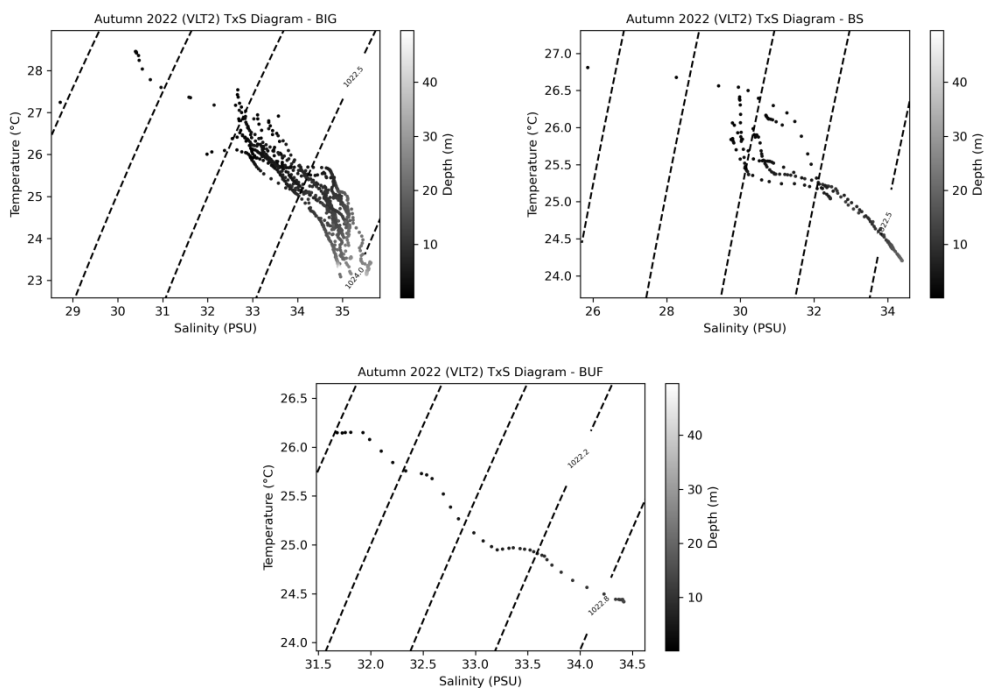 Autumn 2022 (VLT2) TxS Diagram - BIG
28
27
26
25
24
23
Temperature (°C)
1022.5
1024.0
29 30 31 32 33 34 35
Salinity (PSU)
40
30
20
10
Depth (m)
Autumn 2022 (VLT2) TxS Diagram - BS
27.0
26.5
26.0
25.5
25.0
24.5
24.0
Temperature (°C)
1022.5
26 28 30 32 34
Salinity (PSU)
40
30
20
10
Depth (m)
Autumn 2022 (VLT2) TxS Diagram - BUF
26.5
26.0
25.5
25.0
24.5
24.0
Temperature (°C)
1022.2
1022.8
31.5 32.0 32.5 33.0 33.5 34.0 34.5
Salinity (PSU)
40
30
20
10
Depth (m)